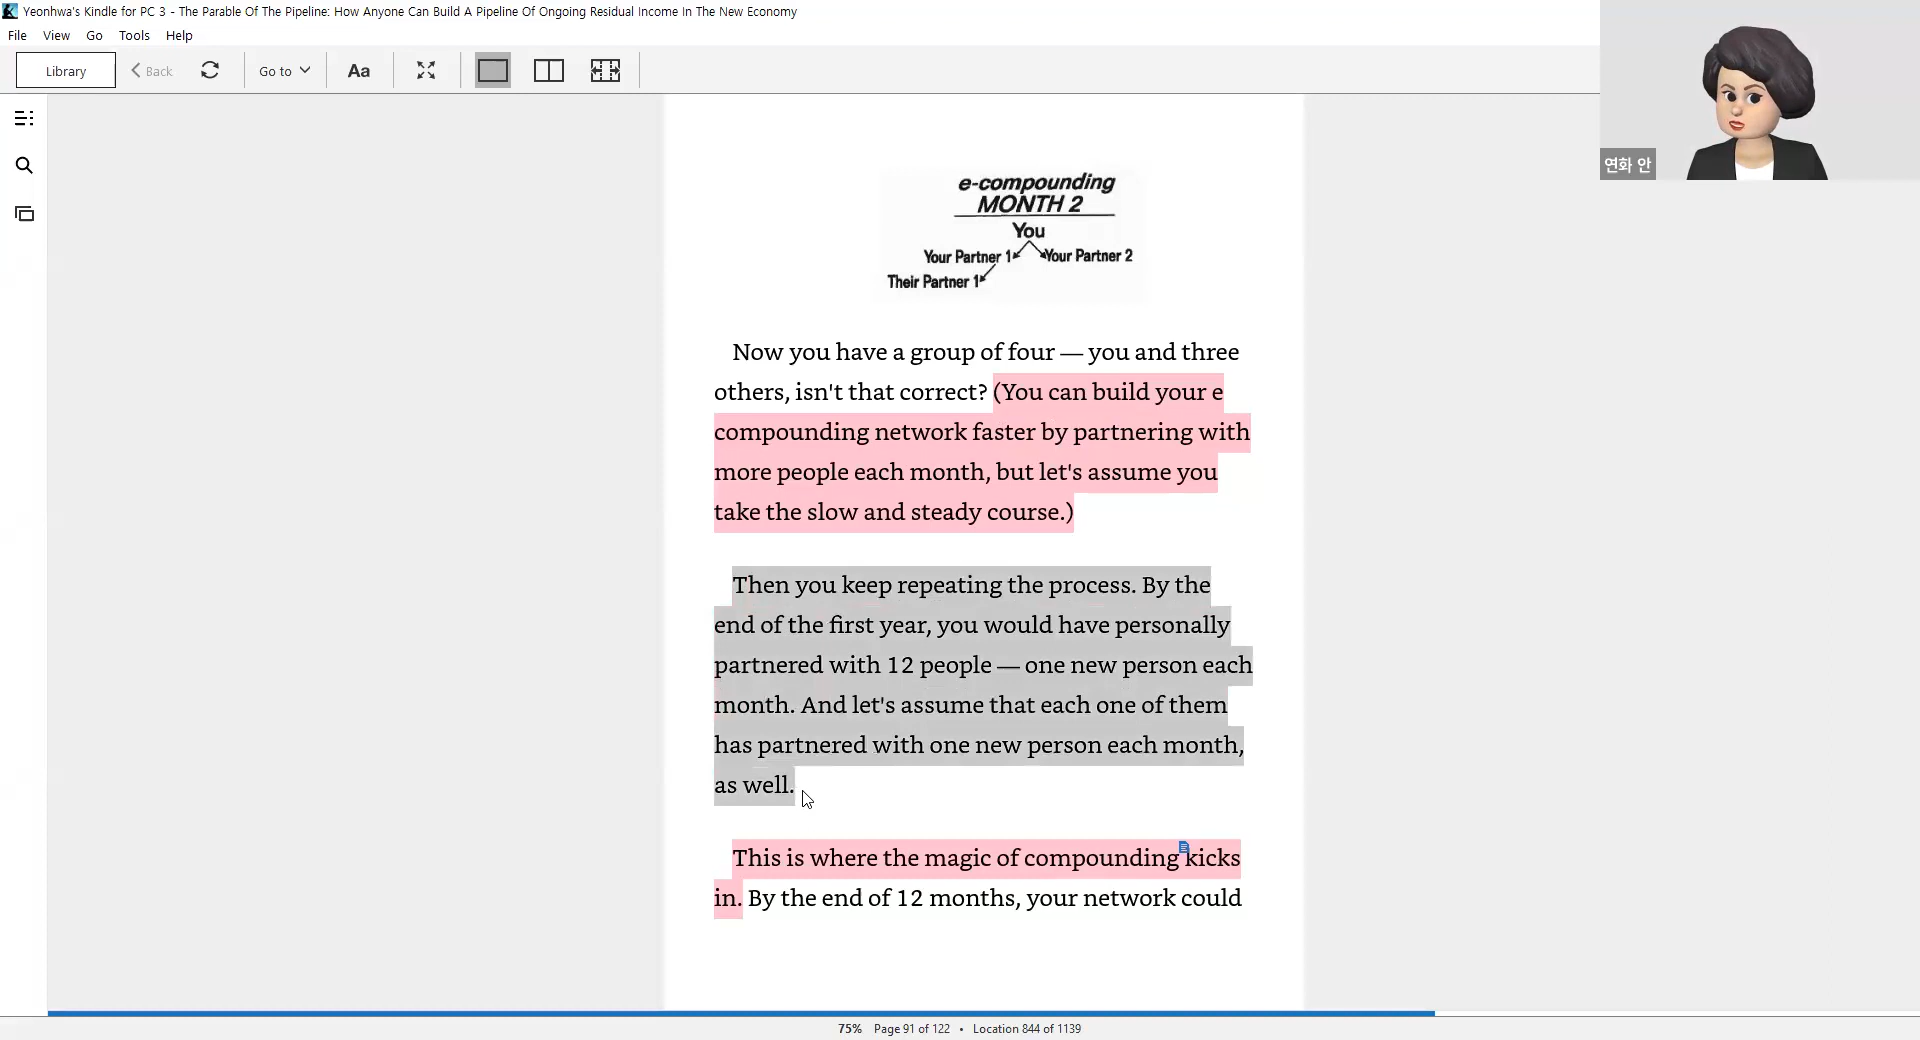 Yeonhwa's Kindle for PC 3 - The Parable Of The Pipeline: How Anyone Can Build A Pipeline Of Ongoing Residual Income In The New Economy
File View Go Tools Help
Library Back Go to Aa
연화 안
e-compounding
MONTH 2
You
Your Partner 1 Your Partner 2
Their Partner 1
Now you have a group of four — you and three
others, isn't that correct? (You can build your e
compounding network faster by partnering with
more people each month, but let's assume you
take the slow and steady course.)
Then you keep repeating the process. By the
end of the first year, you would have personally
partnered with 12 people — one new person each
month. And let's assume that each one of them
has partnered with one new person each month,
as well.
This is where the magic of compounding kicks
in. By the end of 12 months, your network could
75% Page 91 of 122 • Location 844 of 1139